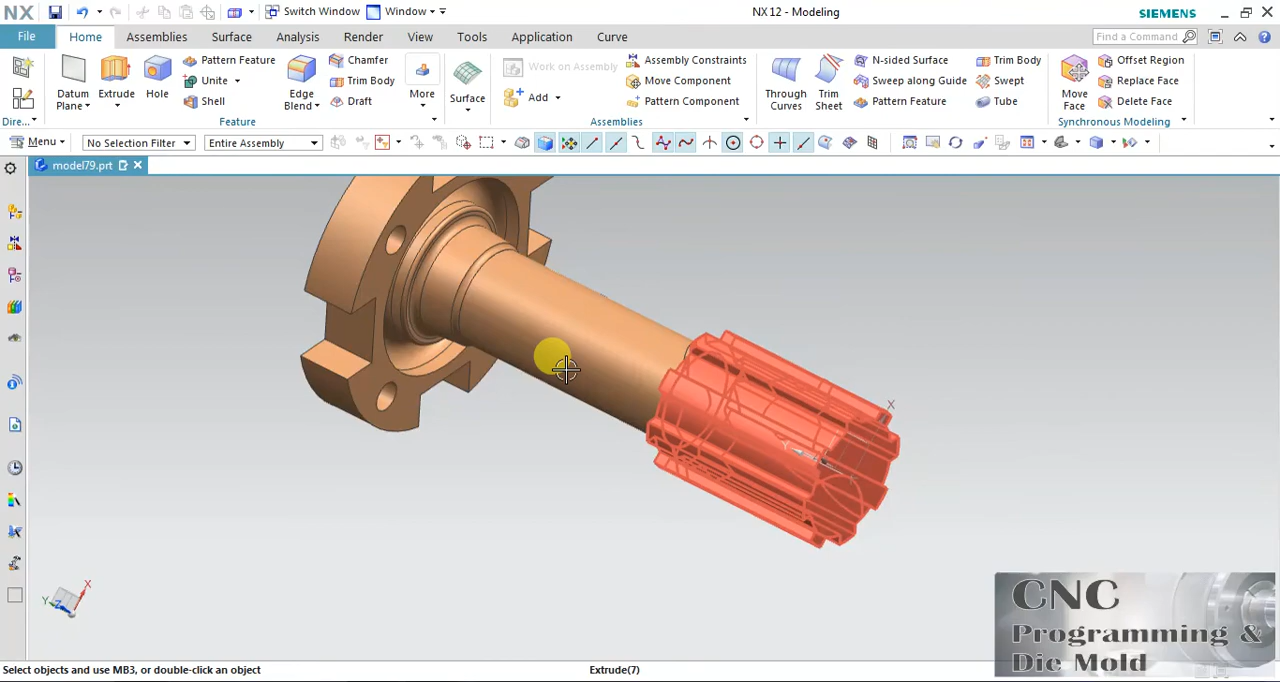 NX Switch Window Window NX 12 - Modeling SIEMENS
File Home Assemblies Surface Analysis Render View Tools Application Curve Find a Command
Datum Plane Extrude Hole Pattern Feature Unite Shell Edge Blend Chamfer Trim Body Draft More Surface Work on Assembly Add Assembly Constraints Move Component Pattern Component Through Curves Trim Sheet N-sided Surface Sweep along Guide Pattern Feature Trim Body Swept Tube Move Face Offset Region Replace Face Delete Face
Dire... Feature Assemblies Synchronous Modeling
Menu No Selection Filter Entire Assembly
model79.prt
X
Y
X
Y
Z
CNC
Programming &
Die Mold
Select objects and use MB3, or double-click an object Extrude(7)